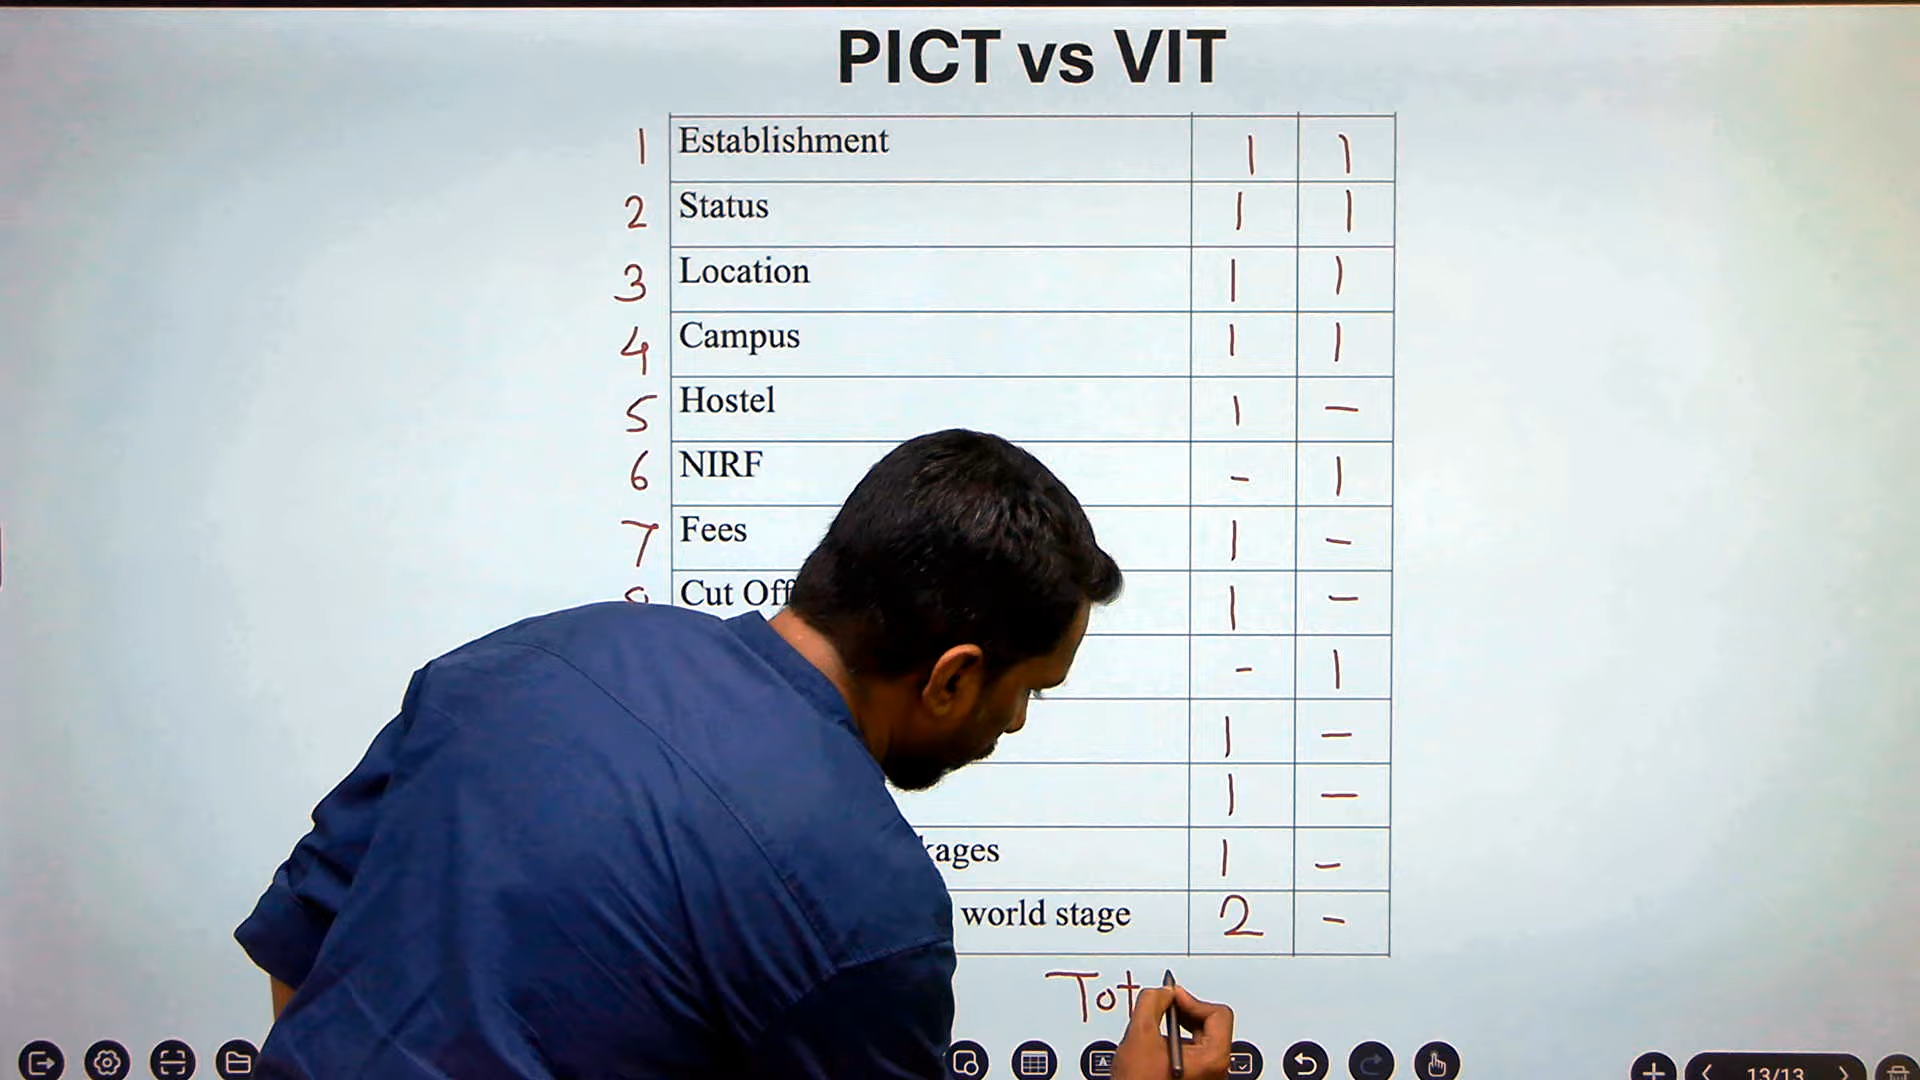 PICT vs VIT
1 Establishment 1 1
2 Status 1 1
3 Location 1 1
4 Campus 1 1
5 Hostel 1 -
6 NIRF - 1
7 Fees 1 -
Cut Off 1 -
- 1
1 -
1 -
1 -
world stage 2 -
Tot
13/13